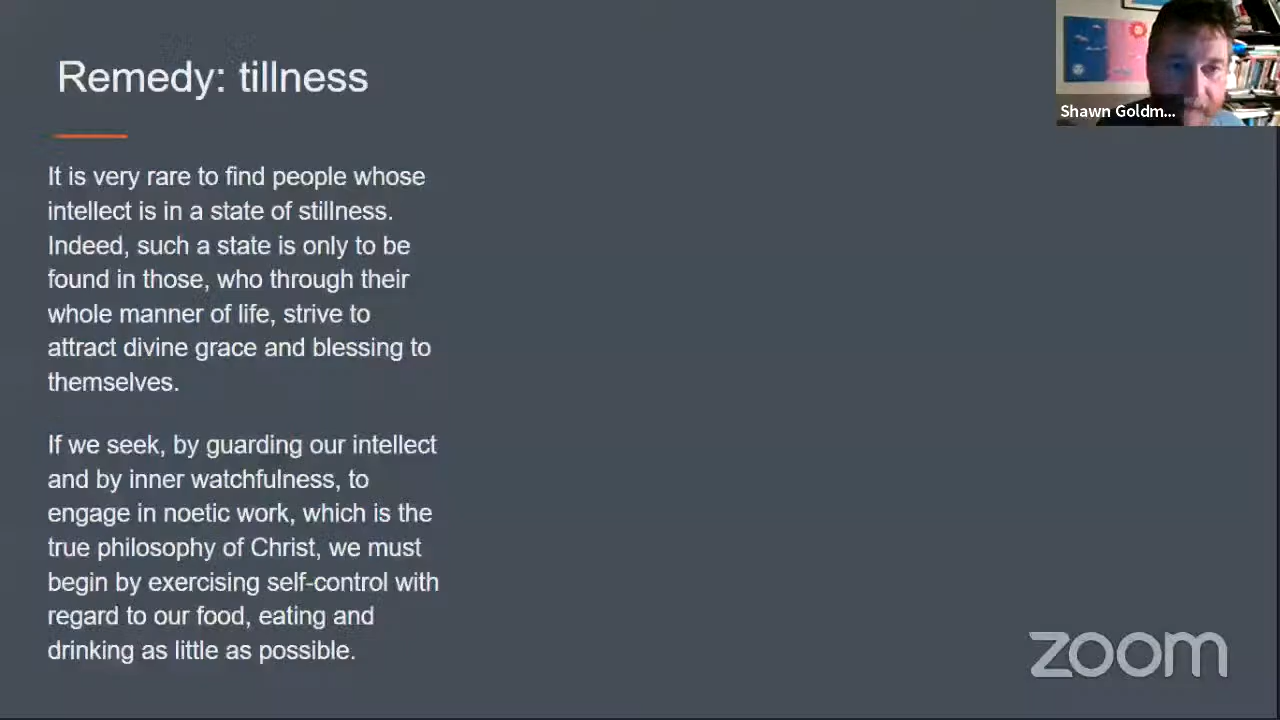 Remedy: tillness
It is very rare to find people whose
intellect is in a state of stillness.
Indeed, such a state is only to be
found in those, who through their
whole manner of life, strive to
attract divine grace and blessing to
themselves.
If we seek, by guarding our intellect
and by inner watchfulness, to
engage in noetic work, which is the
true philosophy of Christ, we must
begin by exercising self-control with
regard to our food, eating and
drinking as little as possible.
Shawn Goldm...
zoom